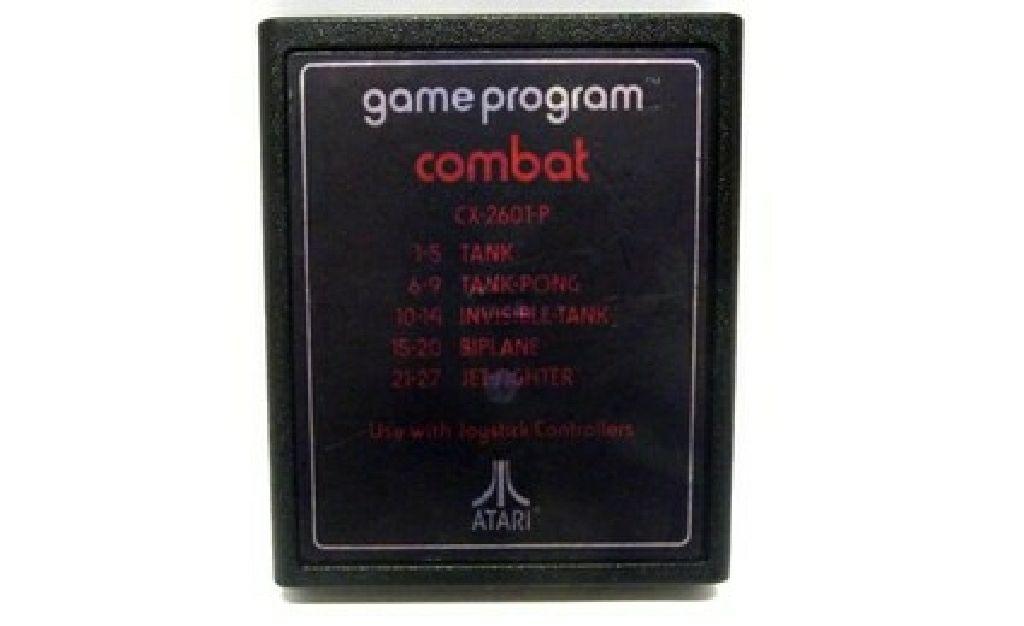 game program™
combat
CX-2601-P
1-5 TANK
6-9 TANK-PONG
10-14 INVISIBLE TANK
15-20 BIPLANE
21-27 JET-FIGHTER
Use with Joystick Controllers
ATARI®